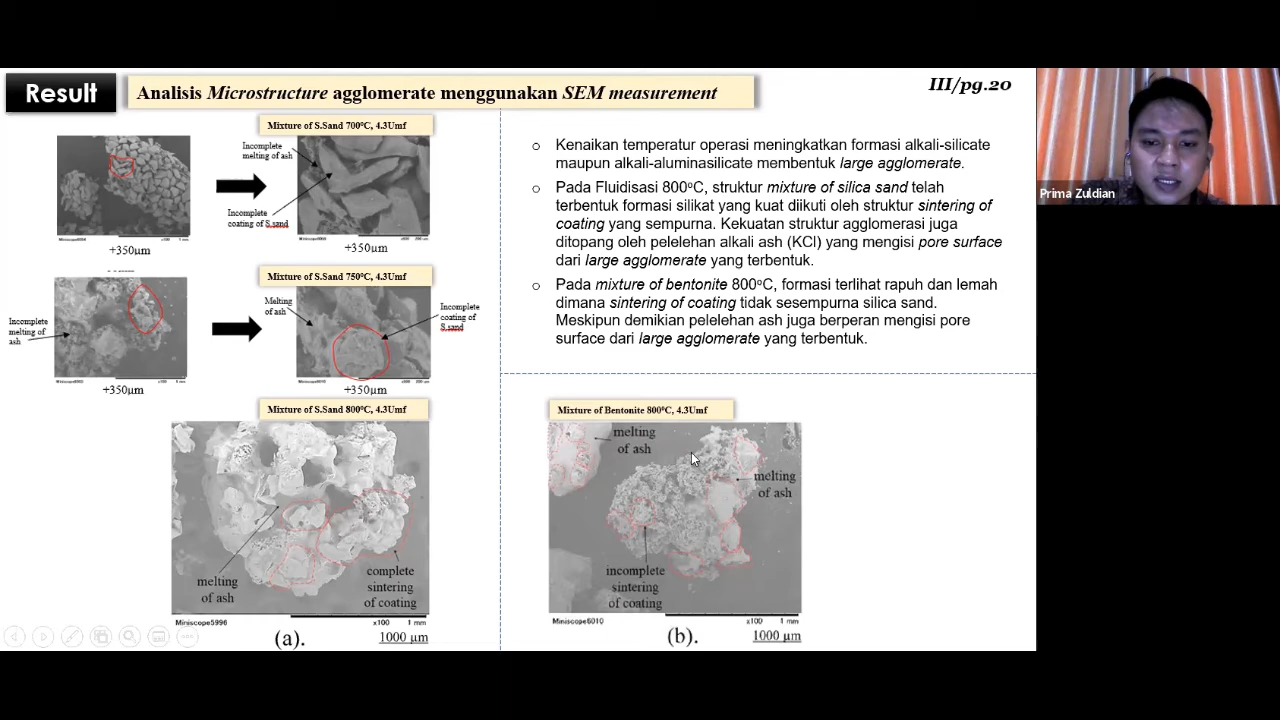 Result
Analisis Microstructure agglomerate menggunakan SEM measurement
III/pg.20
Prima Zuldian
Mixture of S.Sand 700°C, 4.3Umf
Incomplete
melting of ash
Incomplete
coating of S.sand
+350µm
+350µm
Mixture of S.Sand 750°C, 4.3Umf
Incomplete
melting of
ash
Melting
of ash
Incomplete
coating of
S.sand
+350µm
+350µm
Mixture of S.Sand 800°C, 4.3Umf
melting
of ash
complete
sintering
of coating
Miniscope5996
x100
1 mm
(a).
1000 µm
o Kenaikan temperatur operasi meningkatkan formasi alkali-silicate
maupun alkali-aluminasilicate membentuk large agglomerate.
o Pada Fluidisasi 800°C, struktur mixture of silica sand telah
terbentuk formasi silikat yang kuat diikuti oleh struktur sintering of
coating yang sempurna. Kekuatan struktur agglomerasi juga
ditopang oleh pelelehan alkali ash (KCl) yang mengisi pore surface
dari large agglomerate yang terbentuk.
o Pada mixture of bentonite 800°C, formasi terlihat rapuh dan lemah
dimana sintering of coating tidak sesempurna silica sand.
Meskipun demikian pelelehan ash juga berperan mengisi pore
surface dari large agglomerate yang terbentuk.
Mixture of Bentonite 800°C, 4.3Umf
melting
of ash
melting
of ash
incomplete
sintering
of coating
Miniscope6010
x100
1 mm
(b).
1000 µm